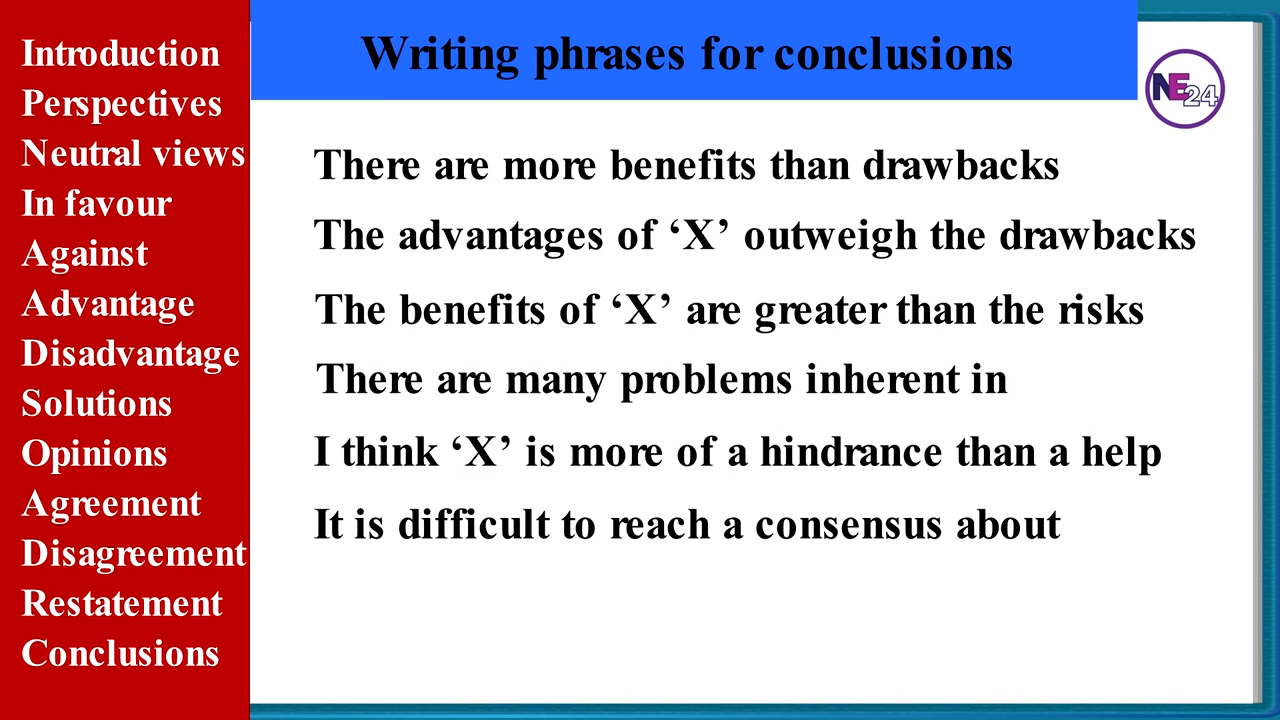 Introduction
Perspectives
Neutral views
In favour
Against
Advantage
Disadvantage
Solutions
Opinions
Agreement
Disagreement
Restatement
Conclusions
Writing phrases for conclusions
NE24
There are more benefits than drawbacks
The advantages of ‘X’ outweigh the drawbacks
The benefits of ‘X’ are greater than the risks
There are many problems inherent in
I think ‘X’ is more of a hindrance than a help
It is difficult to reach a consensus about